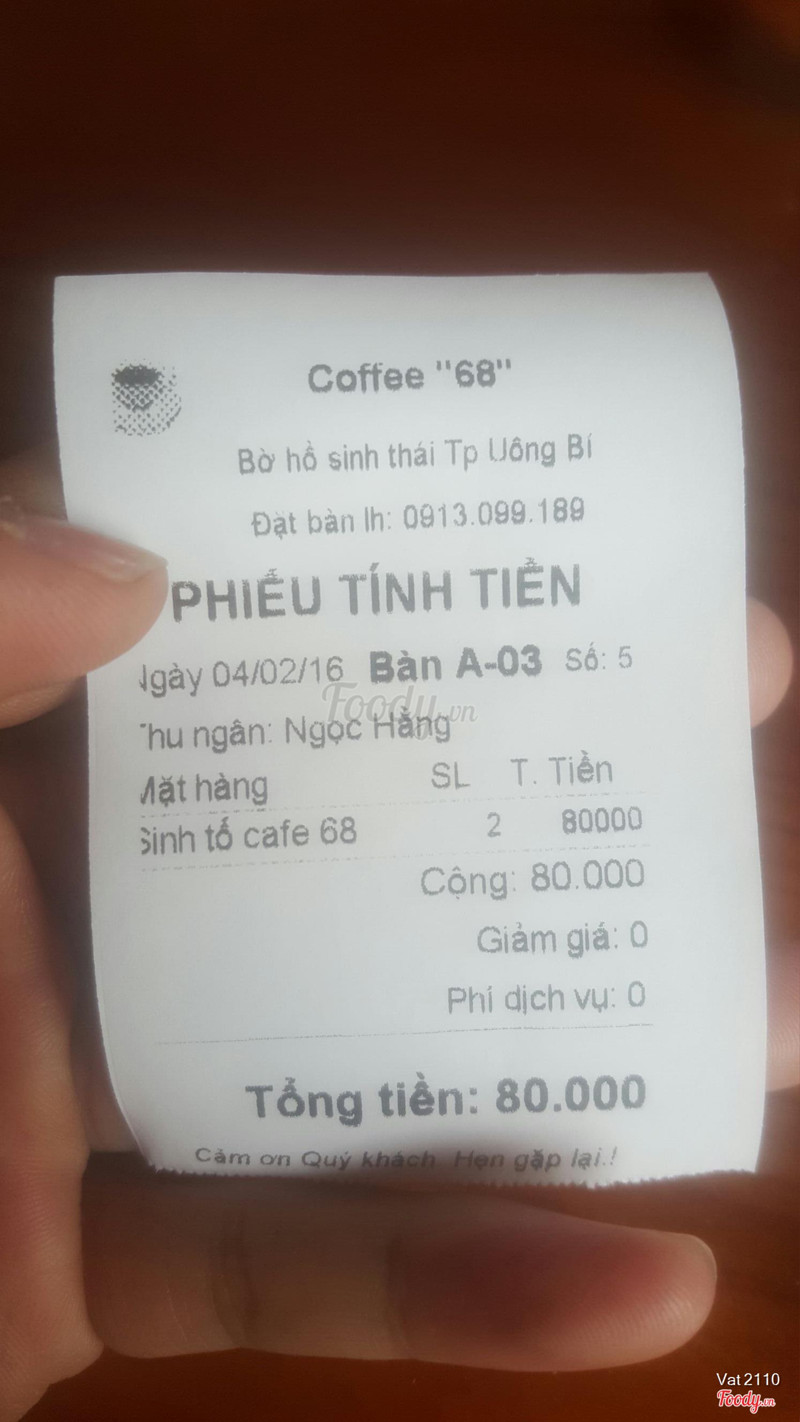 Coffee "68"
Bờ hồ sinh thái Tp Uông Bí
Đặt bàn lh: 0913.099.189
PHIẾU TÍNH TIỀN
Ngày 04/02/16 Bàn A-03 Số: 5
Foody.vn
Thu ngân: Ngọc Hằng
Mặt hàng SL T. Tiền
Sinh tố cafe 68 2 80000
Cộng: 80.000
Giảm giá: 0
Phí dịch vụ: 0
Tổng tiền: 80.000
Cảm ơn Quý khách Hẹn gặp lại.!
Vat2110
Foody.vn